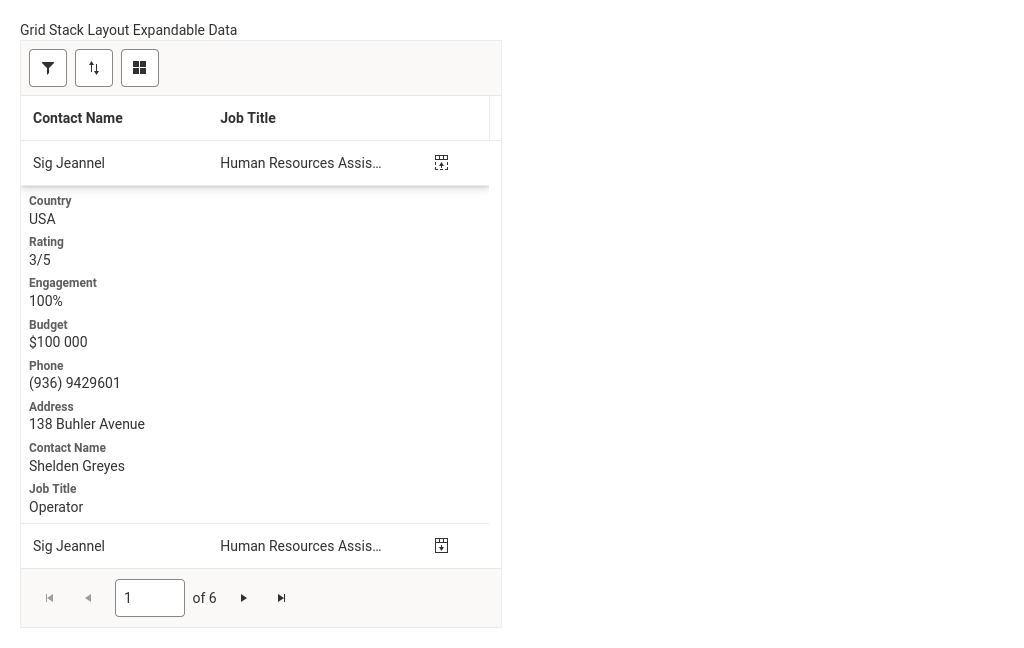 Grid Stack Layout Expandable Data
Contact Name Job Title
Sig Jeannel Human Resources Assis...
Country
USA
Rating
3/5
Engagement
100%
Budget
$100 000
Phone
(936) 9429601
Address
138 Buhler Avenue
Contact Name
Shelden Greyes
Job Title
Operator
Sig Jeannel Human Resources Assis...
1 of 6